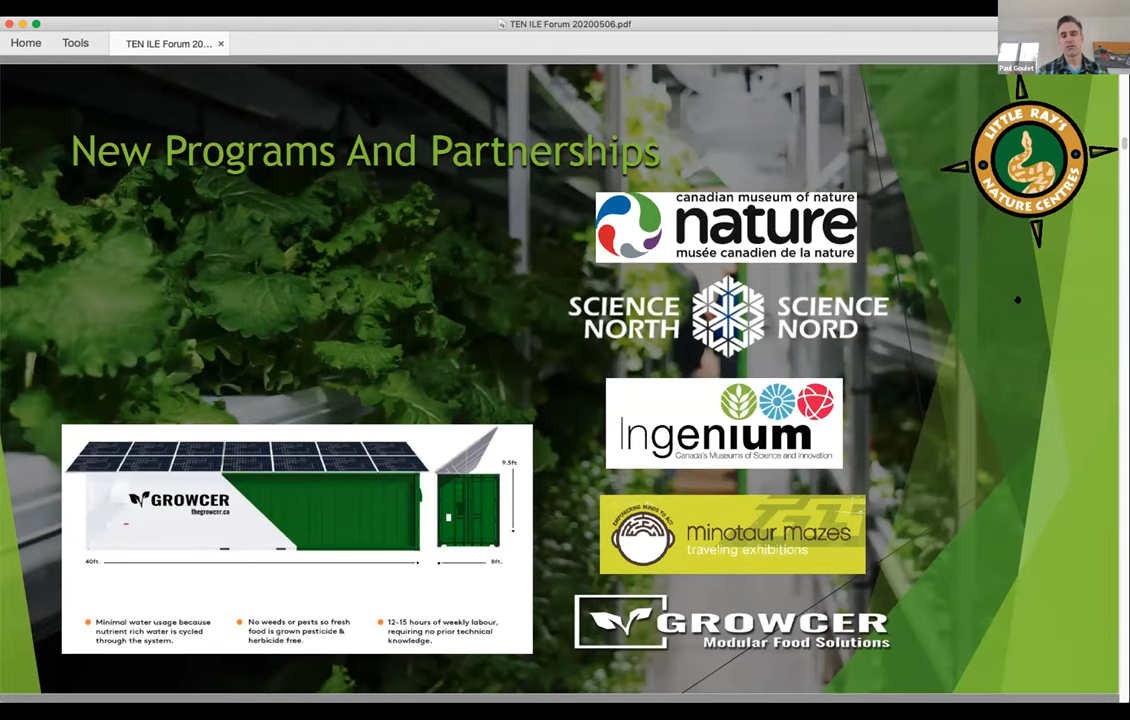 TEN ILE Forum 20200506.pdf
Home
Tools
TEN ILE Forum 20...
×
Paul Goulet
New Programs And Partnerships
LITTLE RAY'S
NATURE CENTRES
canadian museum of nature
nature
musée canadien de la nature
SCIENCE
NORTH
SCIENCE
NORD
Ingenium
Canada's Museums of Science and Innovation
EMPOWERING MINDS TO ACT
minotaur mazes
traveling exhibitions
GROWCER
Modular Food Solutions
GROWCER
thegrowcer.ca
9.5ft
40ft.
8ft.
Minimal water usage because
nutrient rich water is cycled
through the system.
No weeds or pests so fresh
food is grown pesticide &
herbicide free.
12-15 hours of weekly labour,
requiring no prior technical
knowledge.